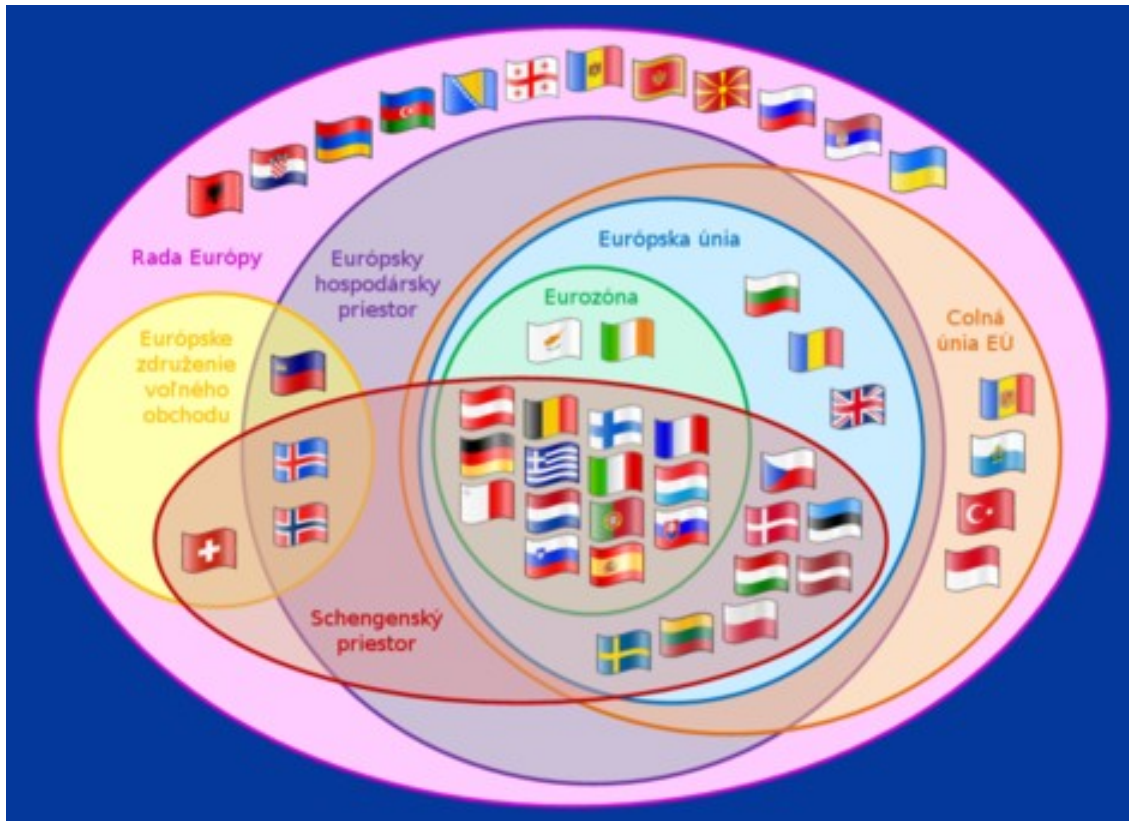 Rada Európy
Európsky
hospodársky
priestor
Európska únia
Eurozóna
Európske
združenie
voľného
obchodu
Colná
únia EÚ
Schengenský
priestor